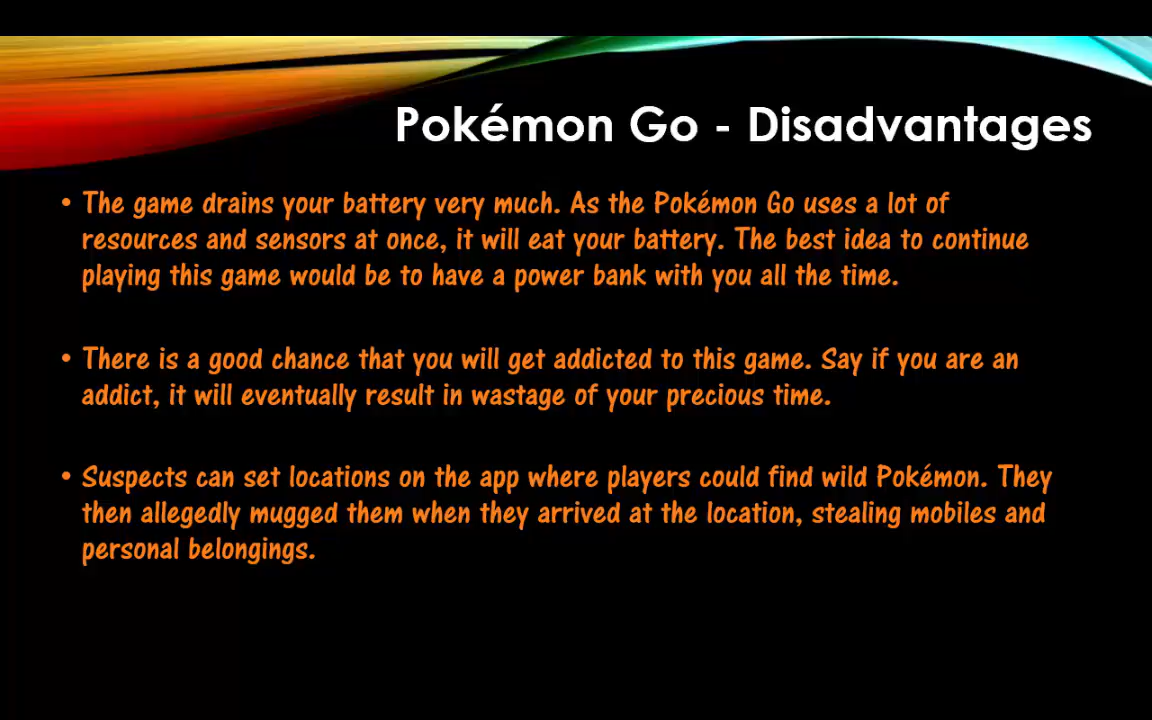 Pokémon Go - Disadvantages
• The game drains your battery very much. As the Pokémon Go uses a lot of
resources and sensors at once, it will eat your battery. The best idea to continue
playing this game would be to have a power bank with you all the time.
• There is a good chance that you will get addicted to this game. Say if you are an
addict, it will eventually result in wastage of your precious time.
• Suspects can set locations on the app where players could find wild Pokémon. They
then allegedly mugged them when they arrived at the location, stealing mobiles and
personal belongings.